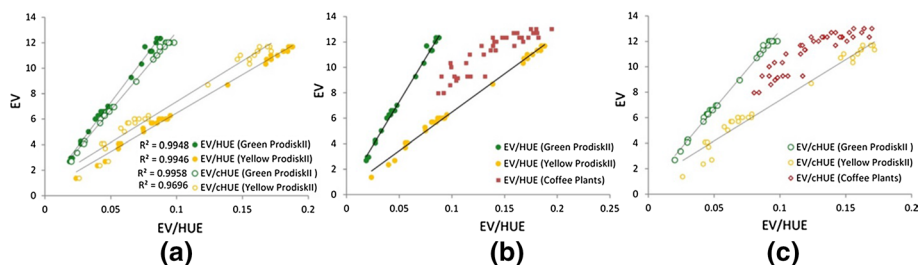 EV
14
12
10
8
6
4
2
0
0 0.05 0.1 0.15 0.2
EV/HUE
R² = 0.9948 EV/HUE (Green ProdiskII)
R² = 0.9946 EV/HUE (Yellow ProdiskII)
R² = 0.9958 EV/cHUE (Green ProdiskII )
R² = 0.9696 EV/cHUE (Yellow ProdiskII)
(a)
14
12
10
8
6
4
2
0
0 0.05 0.1 0.15 0.2 0.25
EV/HUE
EV/HUE (Green ProdiskII)
EV/HUE (Yellow ProdiskII)
EV/HUE (Coffee Plants)
(b)
EV
14
12
10
8
6
4
2
0
0 0.05 0.1 0.15 0.2
EV/HUE
EV/cHUE (Green ProdiskII )
EV/cHUE (Yellow ProdiskII)
EV/cHUE (Coffee Plants)
(c)